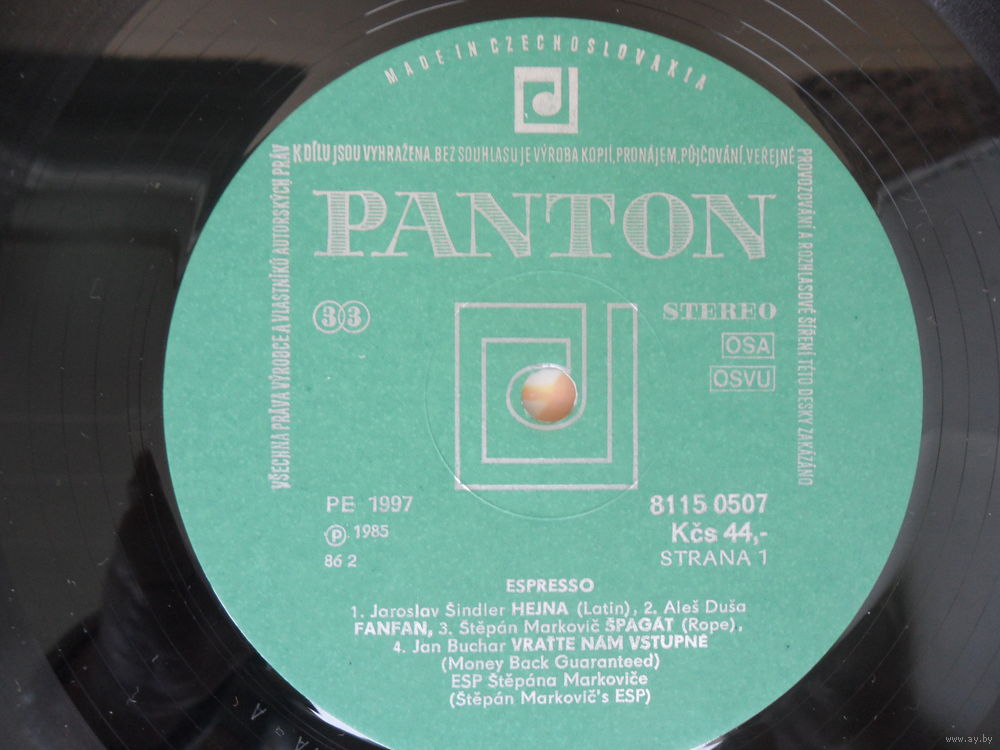 MADE IN CZECHOSLOVAKIA
VŠECHNA PRÁVA VÝROBCE A VLASTNÍKŮ AUTORSKÝCH PRÁV
K DÍLU JSOU VYHRAŽENA. BEZ SOUHLASU JE VÝROBA KOPIÍ, PRONÁJEM, PŮJČOVÁNÍ, VEŘEJNÉ
PROVOZOVÁNÍ A ROZHLASOVÉ ŠÍŘENÍ TÉTO DESKY ZAKÁZÁNO
PANTON
33
STEREO
OSA
OSVU
PE 1997
8115 0507
Ⓟ 1985
Kčs 44,-
86 2
STRANA 1
ESPRESSO
1. Jaroslav Šindler HEJNA (Latin), 2. Aleš Duša
FANFAN, 3. Štěpán Markovič ŠPAGÁT (Rope),
4. Jan Buchar VRAŤTE NÁM VSTUPNÉ
(Money Back Guaranteed)
ESP Štěpána Markoviče
(Štěpán Markovič's ESP)
www.ay.by